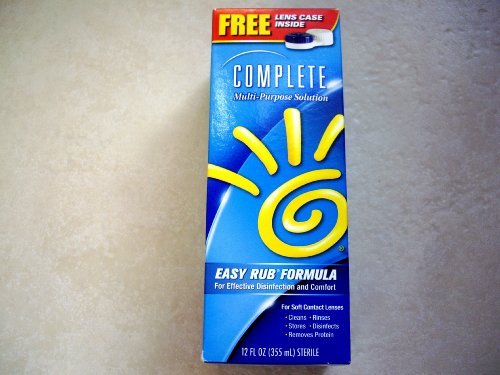 FREE LENS CASE
INSIDE
COMPLETE
Multi-Purpose Solution
®
EASY RUB® FORMULA
For Effective Disinfection and Comfort
For Soft Contact Lenses
• Cleans • Rinses
• Stores • Disinfects
• Removes Protein
12 FL OZ (355 mL) STERILE